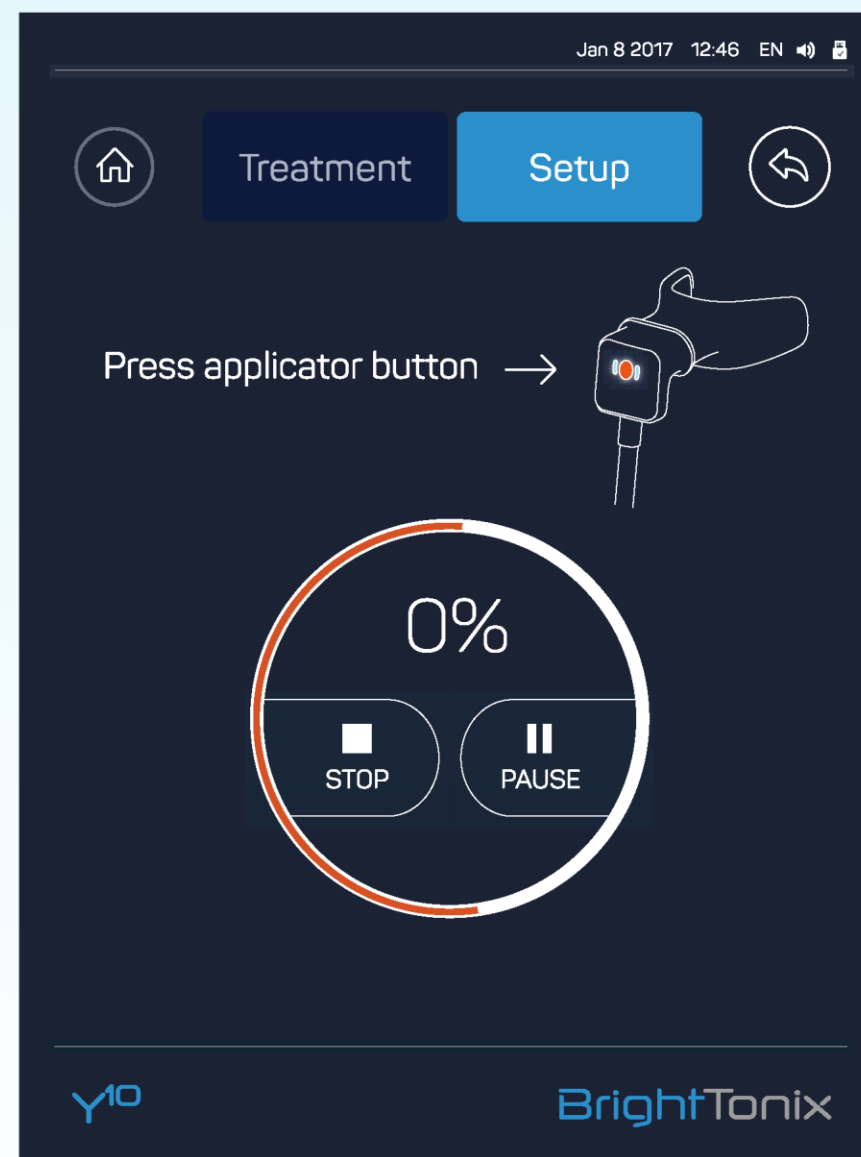 Jan 8 2017 12:46 EN
Treatment Setup
Press applicator button →
0%
STOP PAUSE
Y10 BrightTonix